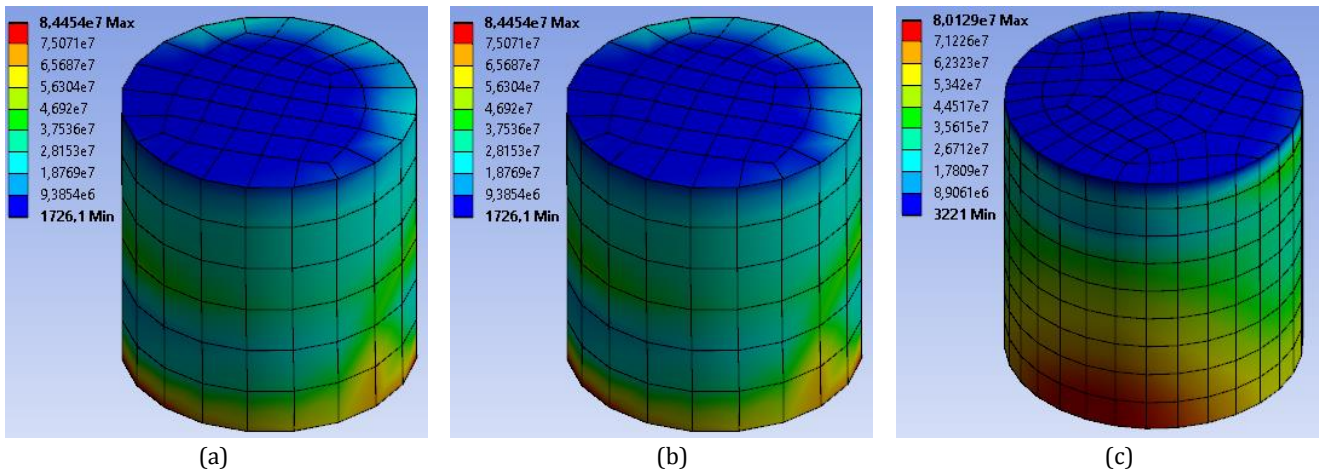 8,4454e7 Max
7,5071e7
6,5687e7
5,6304e7
4,692e7
3,7536e7
2,8153e7
1,8769e7
9,3854e6
1726,1 Min
(a)
8,4454e7 Max
7,5071e7
6,5687e7
5,6304e7
4,692e7
3,7536e7
2,8153e7
1,8769e7
9,3854e6
1726,1 Min
(b)
8,0129e7 Max
7,1226e7
6,2323e7
5,342e7
4,4517e7
3,5615e7
2,6712e7
1,7809e7
8,9061e6
3221 Min
(c)